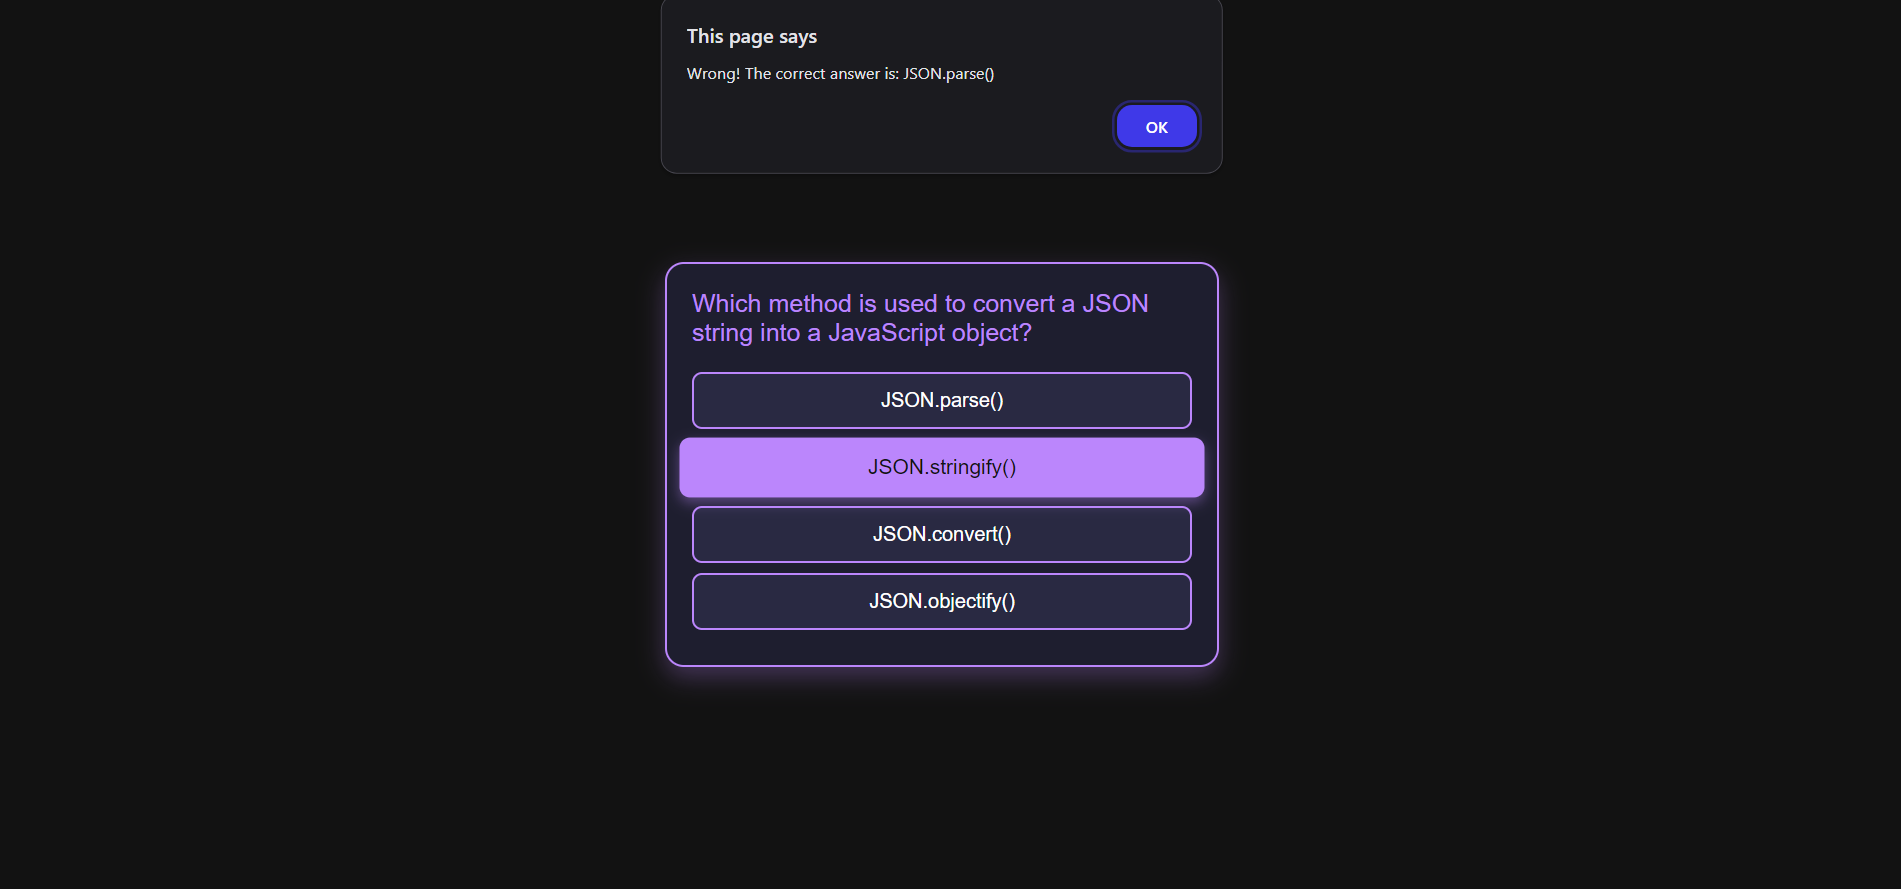 This page says
Wrong! The correct answer is: JSON.parse()
OK
Which method is used to convert a JSON
string into a JavaScript object?
JSON.parse()
JSON.stringify()
JSON.convert()
JSON.objectify()